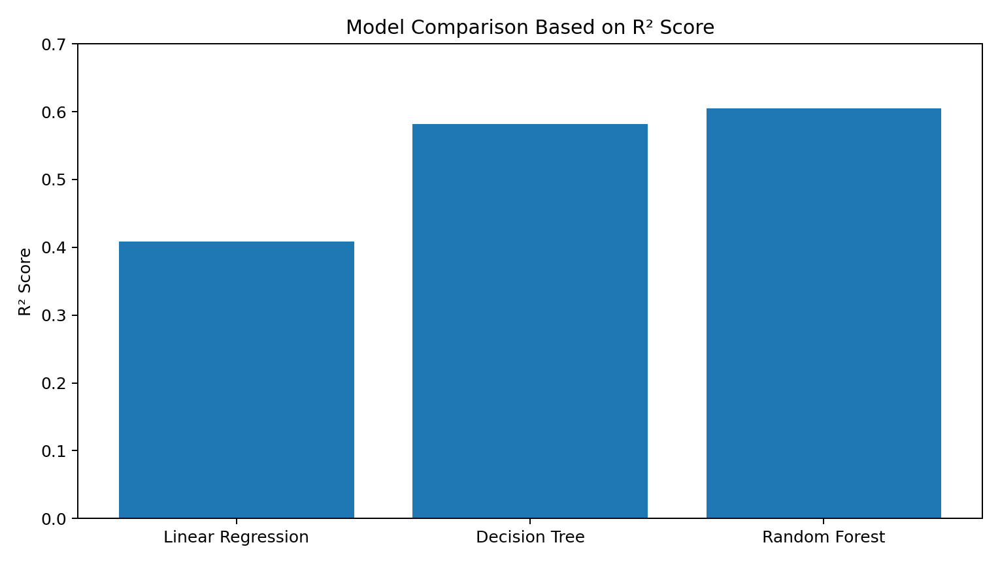 Model Comparison Based on R² Score
0.7
0.6
0.5
0.4
0.3
0.2
0.1
0.0
R² Score
Linear Regression
Decision Tree
Random Forest